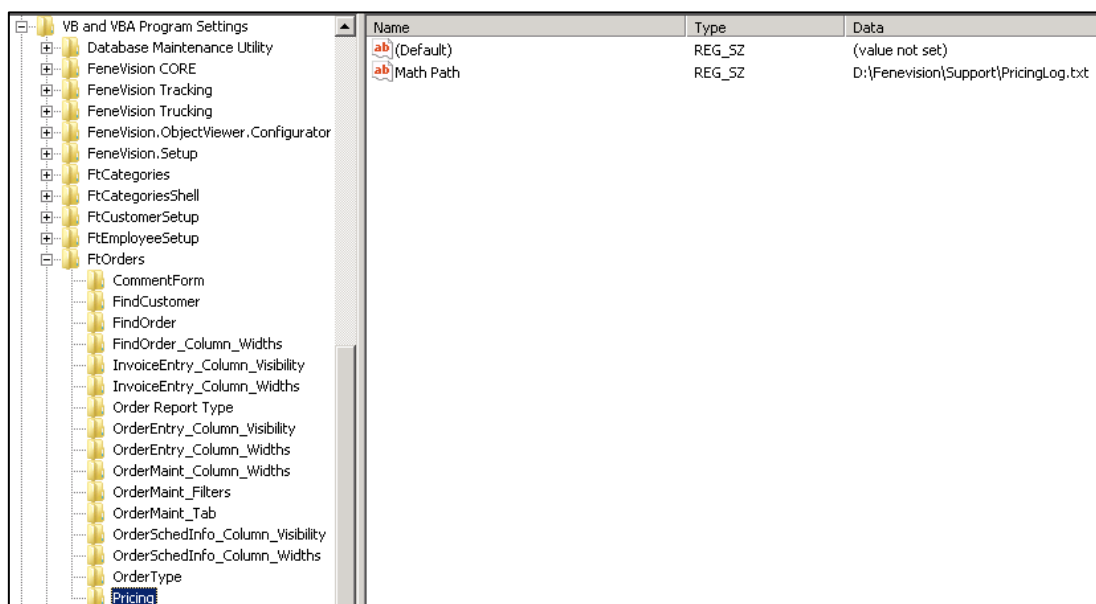 VB and VBA Program Settings
Database Maintenance Utility
FeneVision CORE
FeneVision Tracking
FeneVision Trucking
FeneVision.ObjectViewer.Configurator
FeneVision.Setup
FtCategories
FtCategoriesShell
FtCustomerSetup
FtEmployeeSetup
FtOrders
CommentForm
FindCustomer
FindOrder
FindOrder_Column_Widths
InvoiceEntry_Column_Visibility
InvoiceEntry_Column_Widths
Order Report Type
OrderEntry_Column_Visibility
OrderEntry_Column_Widths
OrderMaint_Column_Widths
OrderMaint_Filters
OrderMaint_Tab
OrderSchedInfo_Column_Visibility
OrderSchedInfo_Column_Widths
OrderType
Pricing
Name Type Data
ab (Default) REG_SZ (value not set)
ab Math Path REG_SZ D:\Fenevision\Support\PricingLog.txt